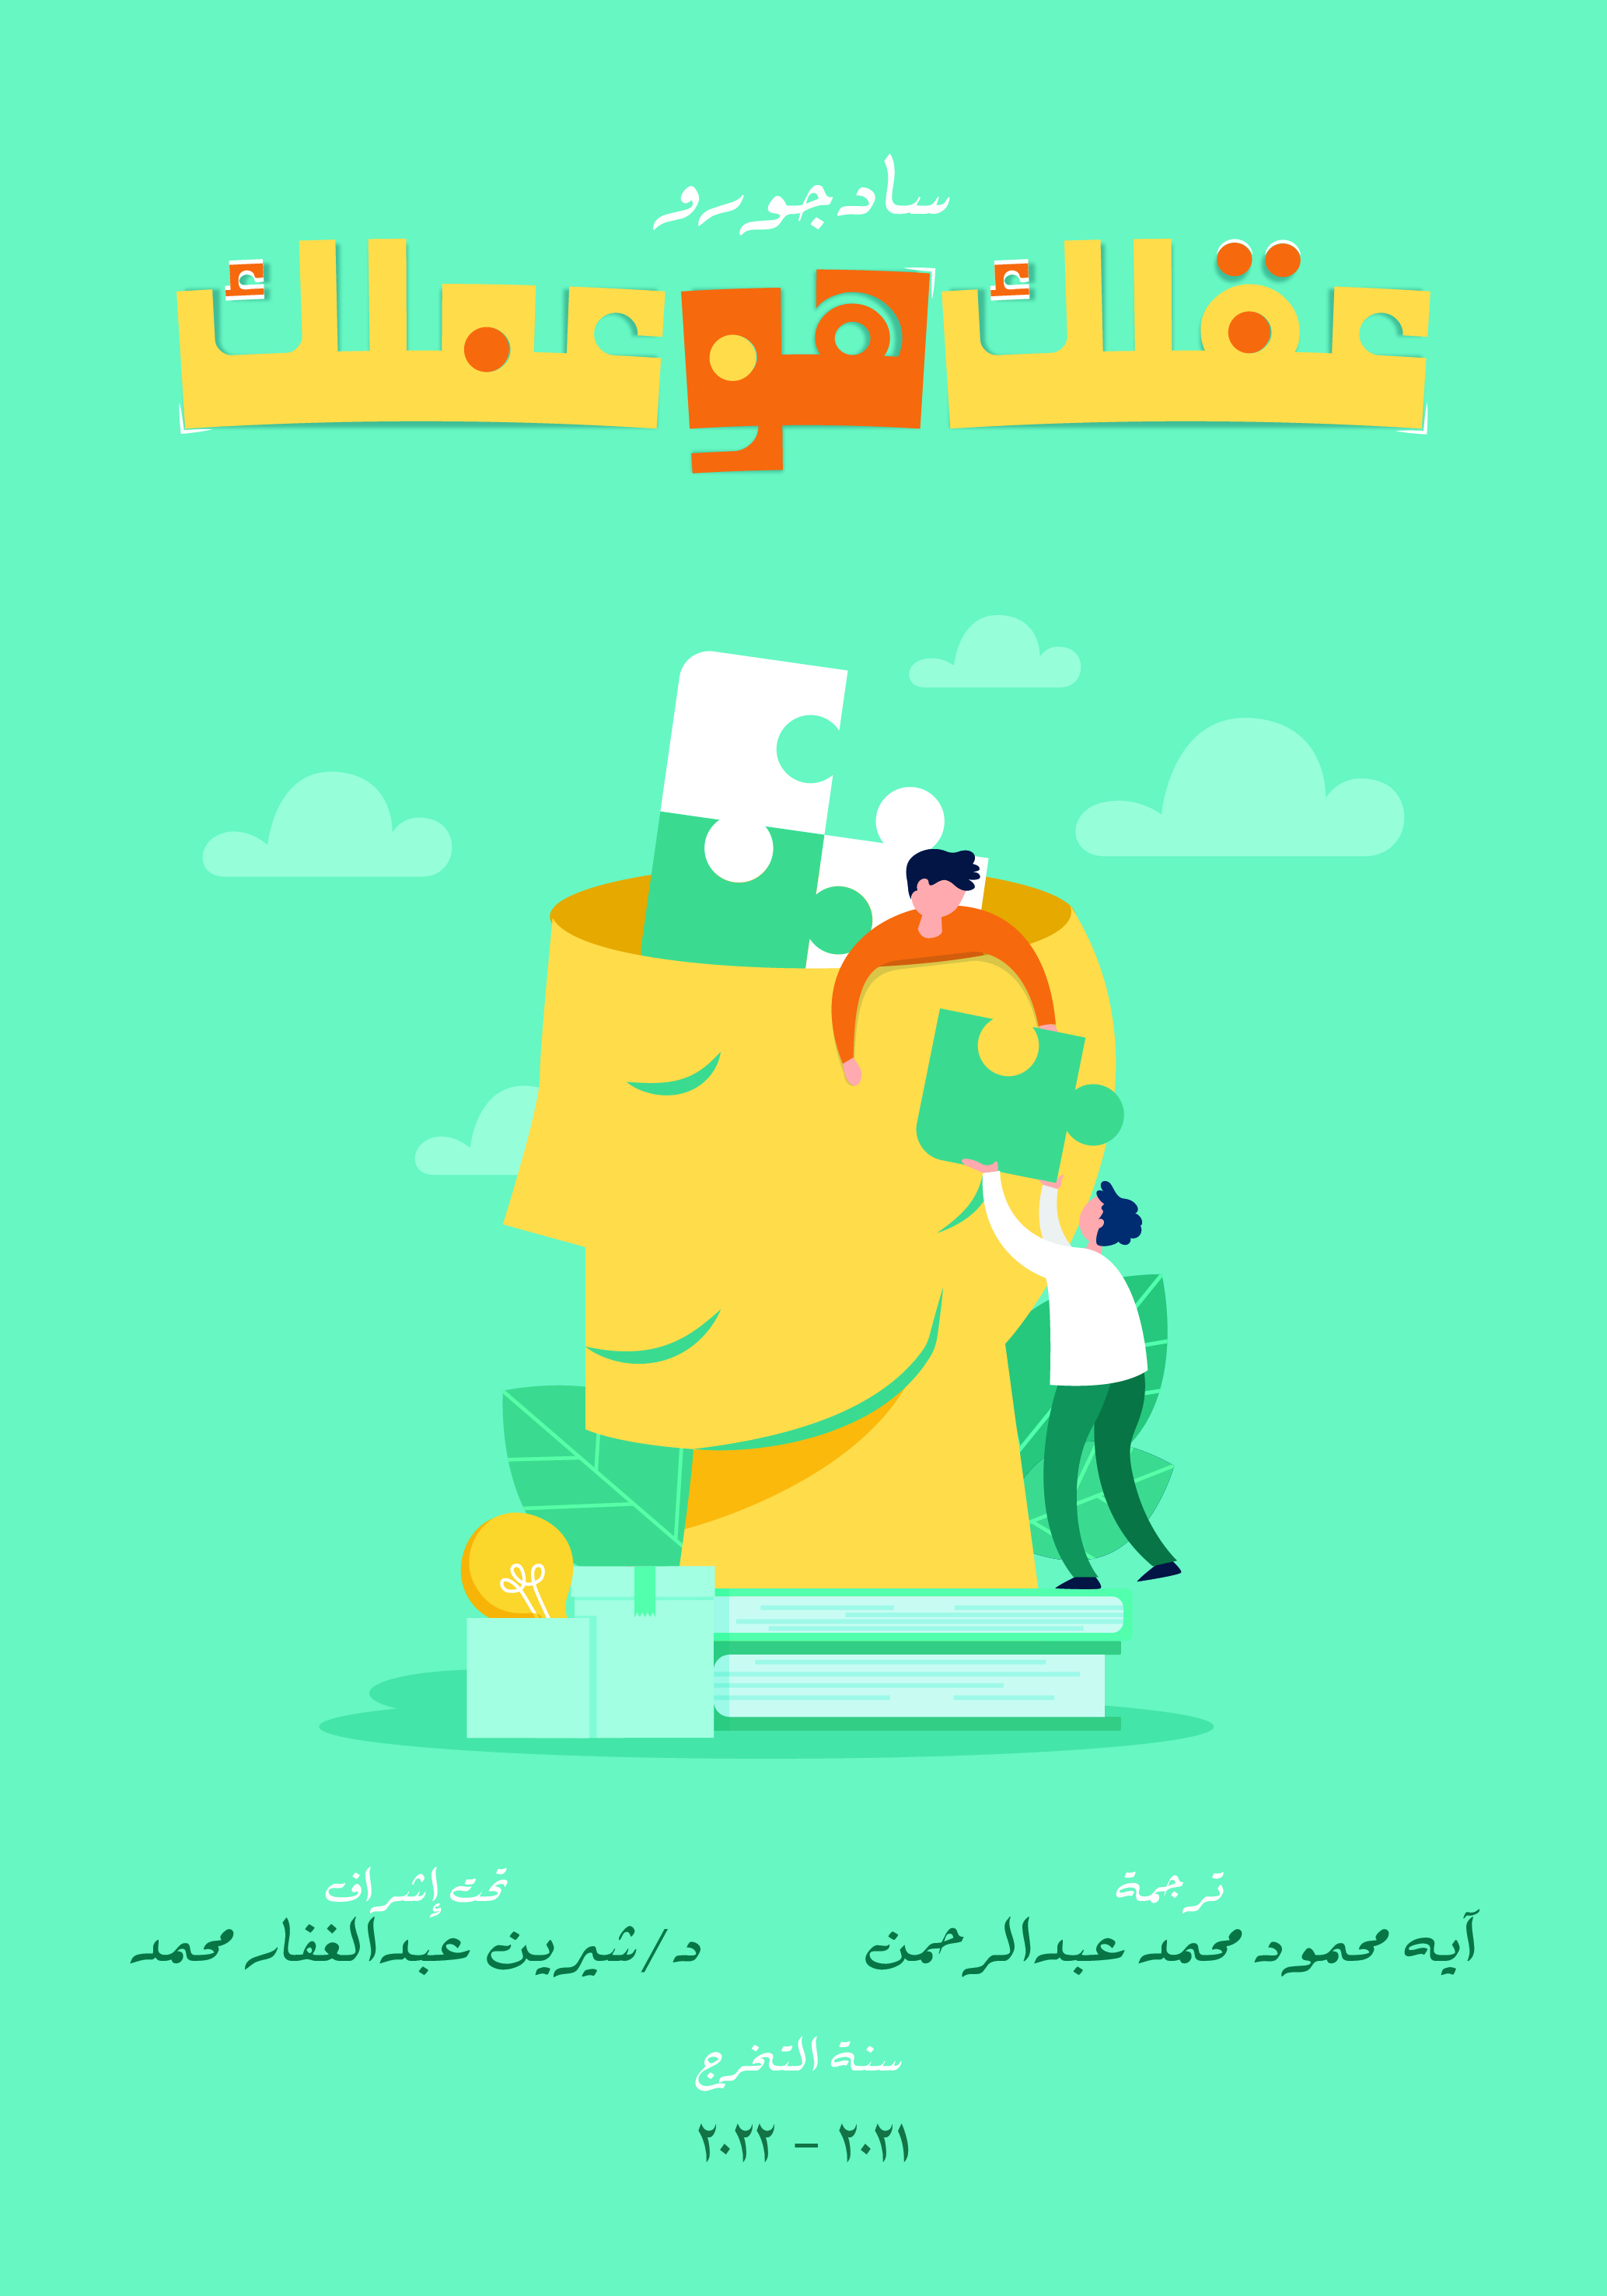 سادجورو
عقلك هو عملك
ترجمة
آيه محمود محمد عبدالرحمن
تحت إشراف
د/شيرين عبدالغفار محمد
سنة التخرج
٢٠٢١ – ٢٠٢٢